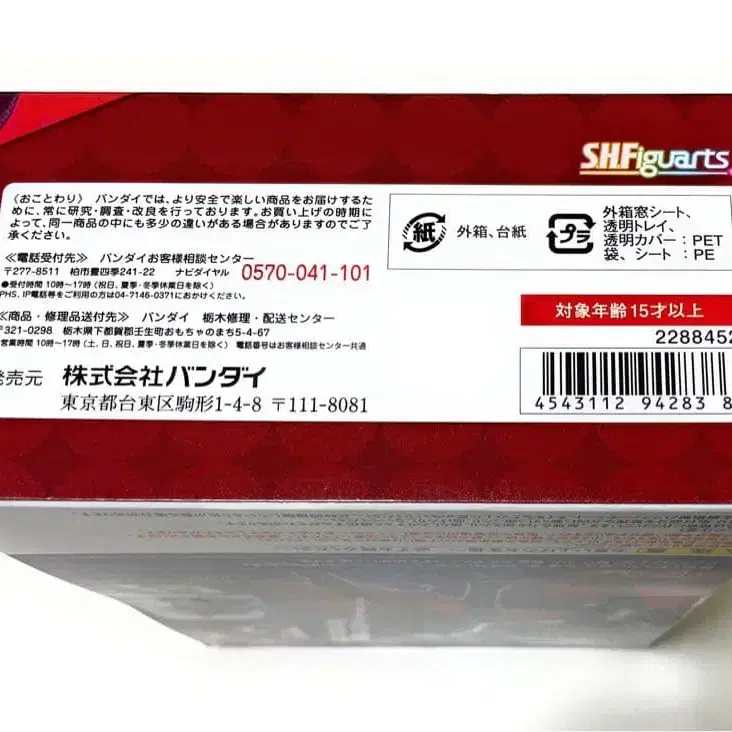 S.H.Figuarts
〈おことわり〉 バンダイでは、より安全で楽しい商品をお届けするた
めに、常に研究・調査・改良を行っております。お買い上げの時期に
よって、同一商品の中にも多少の違いがある場合がありますのでご了
承ください。
≪電話受付先≫ バンダイお客様相談センター
〒277-8511 柏市豊四季241-22 ナビダイヤル 0570-041-101
●受付時間 10時〜17時(祝日、夏季・冬季休業日を除く)
PHS、IP電話等をご利用の方は04-7146-0371におかけください。
≪商品・修理品送付先≫ バンダイ 栃木修理・配送センター
〒321-0298 栃木県下都賀郡壬生町おもちゃのまち5-4-67
営業時間 10時〜17時(土、日、祝日、夏季・冬季休業日を除く) 電話番号はお客様相談センター共通
発売元 株式会社バンダイ
東京都台東区駒形1-4-8 〒111-8081
紙 外箱、台紙
プラ 外箱窓シート、
透明トレイ、
透明カバー:PET
袋、シート :PE
対象年齢15才以上
2288452
4543112 94283 8